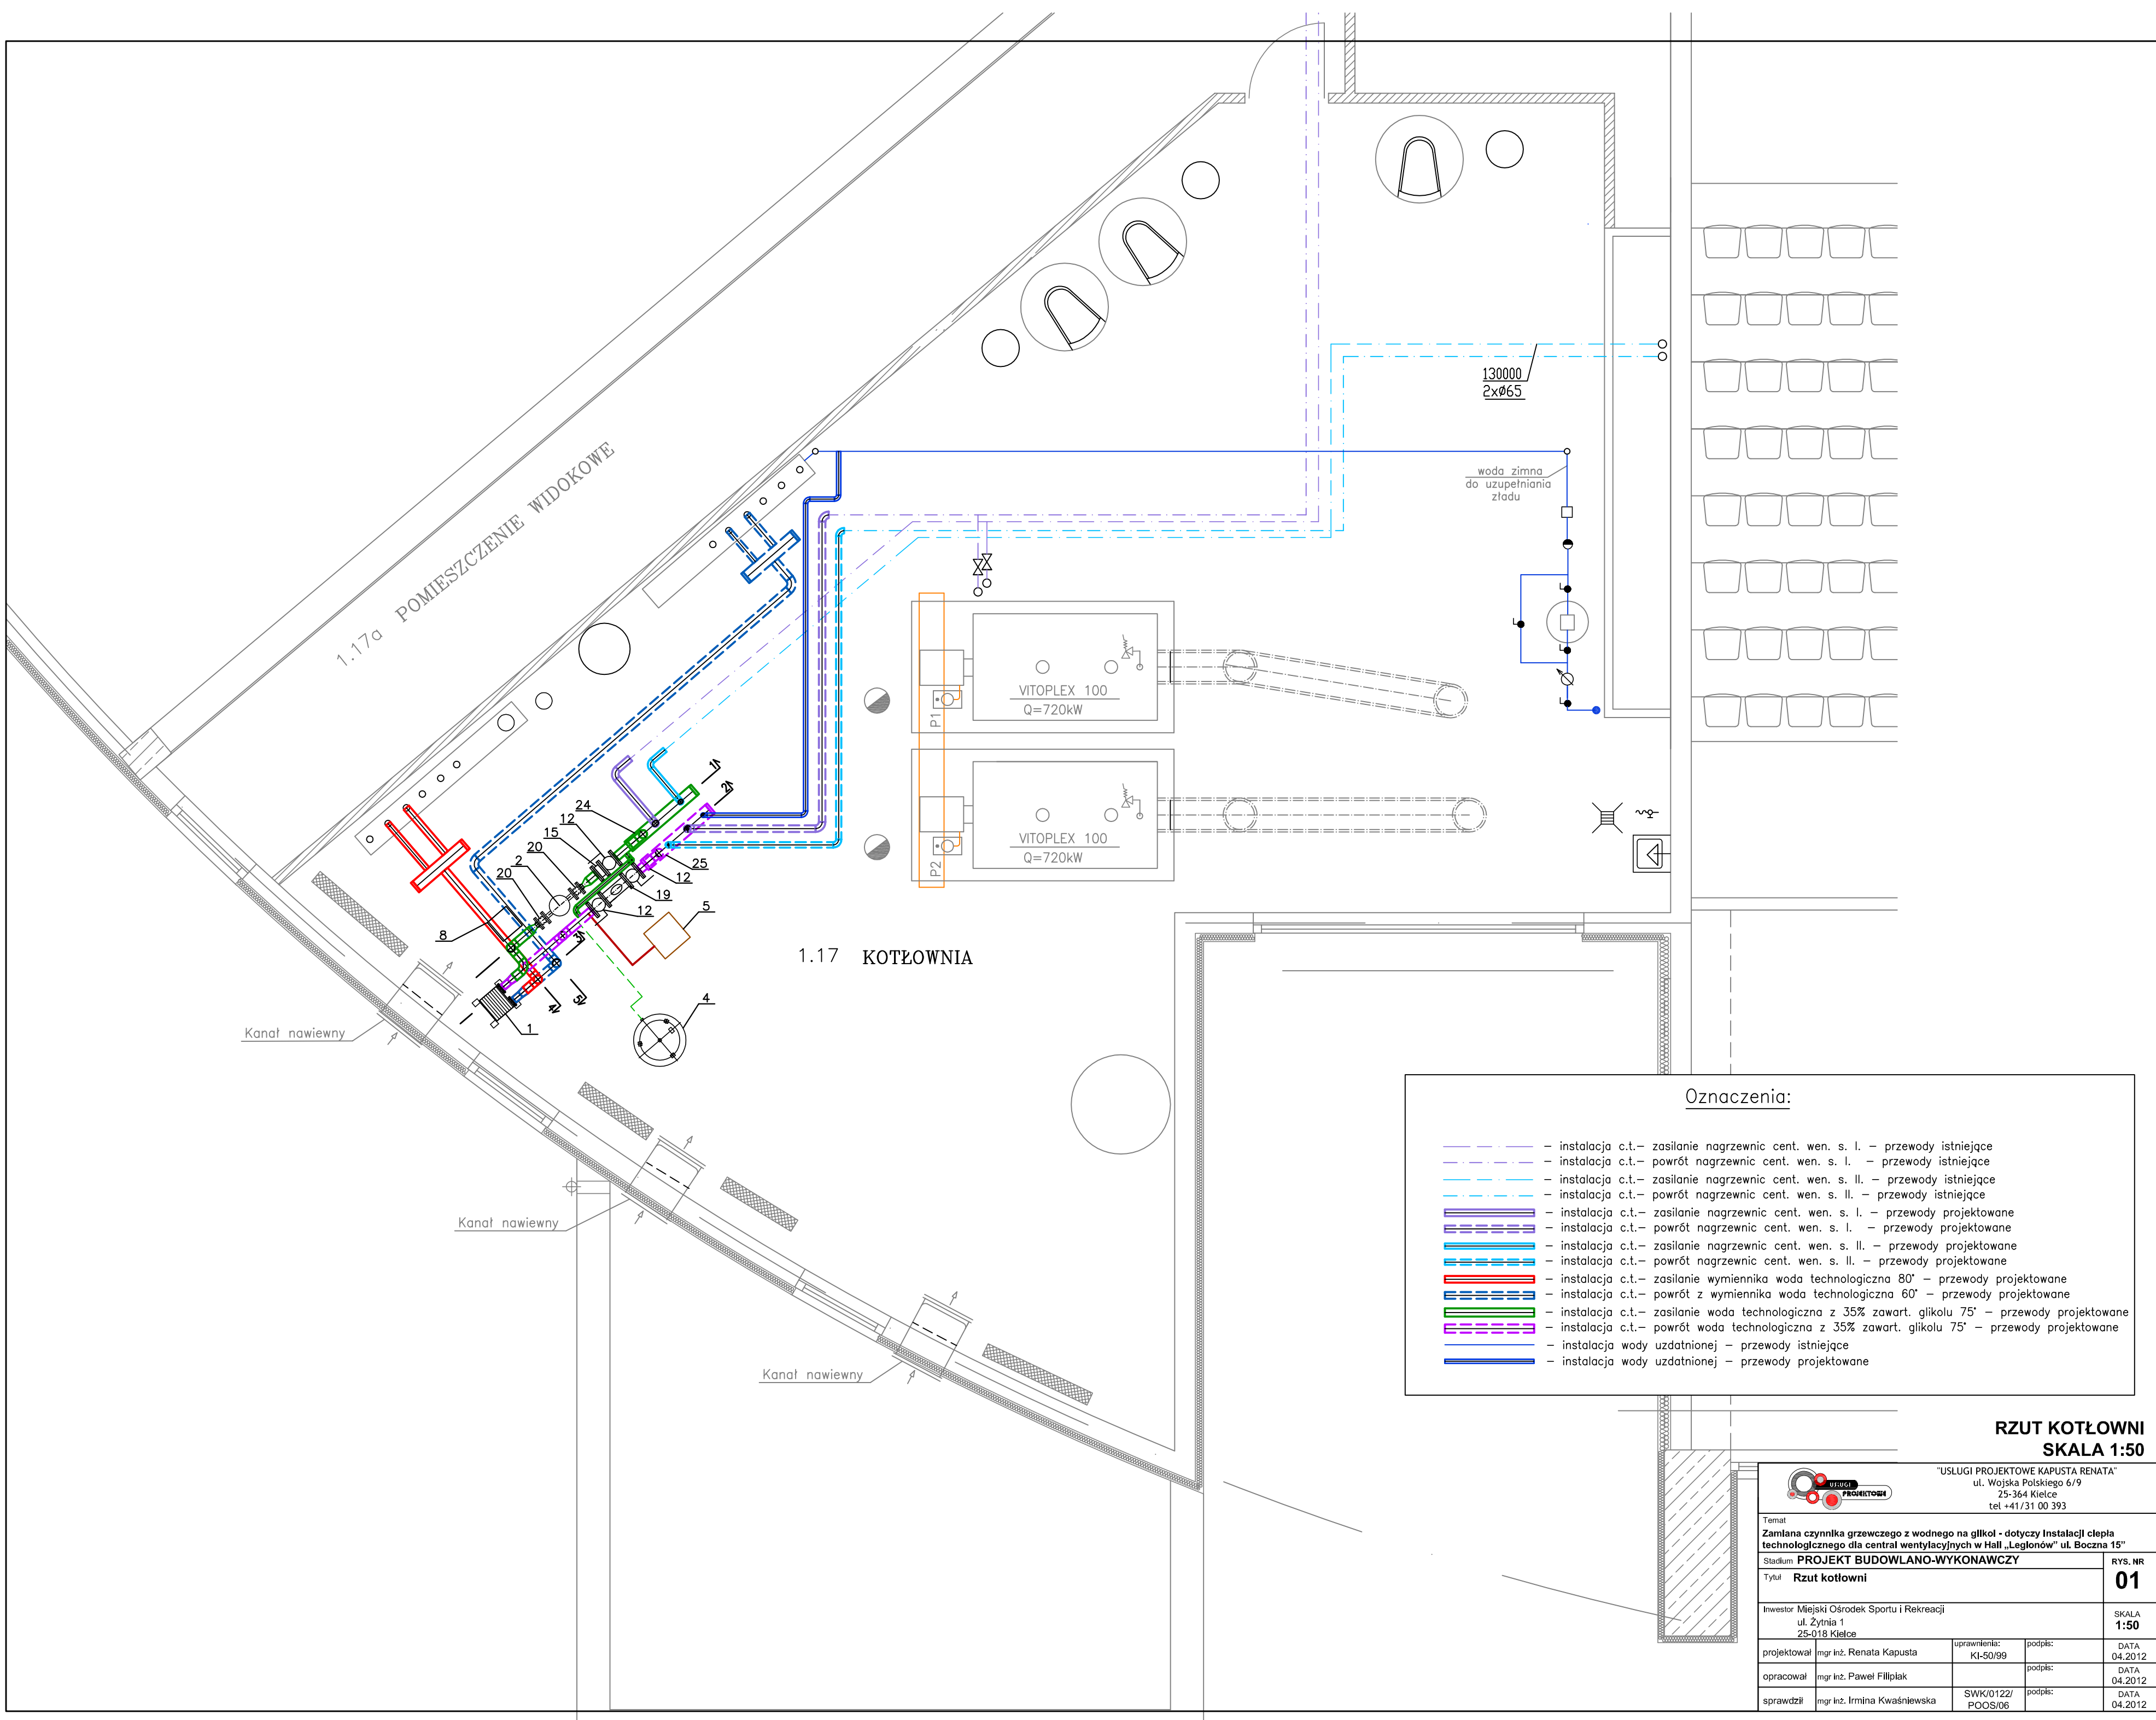 130000
2xø65
woda zimna
do uzupełniania
zładu
1.17a POMIESZCZENIE WIDOKOWE
VITOPLEX 100
Q=720kW
P1
VITOPLEX 100
Q=720kW
P2
1
2
24
12
15
20
2
20
8
25
12
19
12
5
3
4
5
4
1
1.17 KOTŁOWNIA
Kanał nawiewny
Kanał nawiewny
Kanał nawiewny
Oznaczenia:
– instalacja c.t.– zasilanie nagrzewnic cent. wen. s. I. – przewody istniejące
– instalacja c.t.– powrót nagrzewnic cent. wen. s. I. – przewody istniejące
– instalacja c.t.– zasilanie nagrzewnic cent. wen. s. II. – przewody istniejące
– instalacja c.t.– powrót nagrzewnic cent. wen. s. II. – przewody istniejące
– instalacja c.t.– zasilanie nagrzewnic cent. wen. s. I. – przewody projektowane
– instalacja c.t.– powrót nagrzewnic cent. wen. s. I. – przewody projektowane
– instalacja c.t.– zasilanie nagrzewnic cent. wen. s. II. – przewody projektowane
– instalacja c.t.– powrót nagrzewnic cent. wen. s. II. – przewody projektowane
– instalacja c.t.– zasilanie wymiennika woda technologiczna 80° – przewody projektowane
– instalacja c.t.– powrót z wymiennika woda technologiczna 60° – przewody projektowane
– instalacja c.t.– zasilanie woda technologiczna z 35% zawart. glikolu 75° – przewody projektowane
– instalacja c.t.– powrót woda technologiczna z 35% zawart. glikolu 75° – przewody projektowane
– instalacja wody uzdatnionej – przewody istniejące
– instalacja wody uzdatnionej – przewody projektowane
RZUT KOTŁOWNI
SKALA 1:50
USŁUGI
PROJEKTOWE
"USLUGI PROJEKTOWE KAPUSTA RENATA"
ul. Wojska Polskiego 6/9
25-364 Kielce
tel +41/31 00 393
Temat
Zamiana czynnika grzewczego z wodnego na glikol - dotyczy instalacji ciepła
technologicznego dla central wentylacyjnych w Hali „Legionów” ul. Boczna 15"
Stadium PROJEKT BUDOWLANO-WYKONAWCZY
RYS. NR
01
Tytuł Rzut kotłowni
Inwestor Miejski Ośrodek Sportu i Rekreacji
ul. Żytnia 1
25-018 Kielce
SKALA
1:50
projektował mgr inż. Renata Kapusta uprawnienia: KI-50/99 podpis: DATA 04.2012
opracował mgr inż. Paweł Filipiak podpis: DATA 04.2012
sprawdził mgr inż. Irmina Kwaśniewska SWK/0122/ POOS/06 podpis: DATA 04.2012